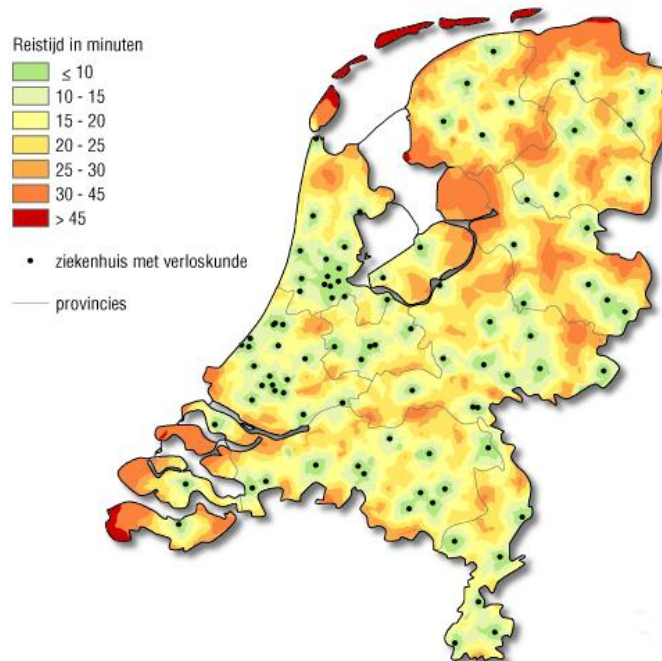 Reistijd in minuten
≤ 10
10 - 15
15 - 20
20 - 25
25 - 30
30 - 45
> 45
ziekenhuis met verloskunde
provincies